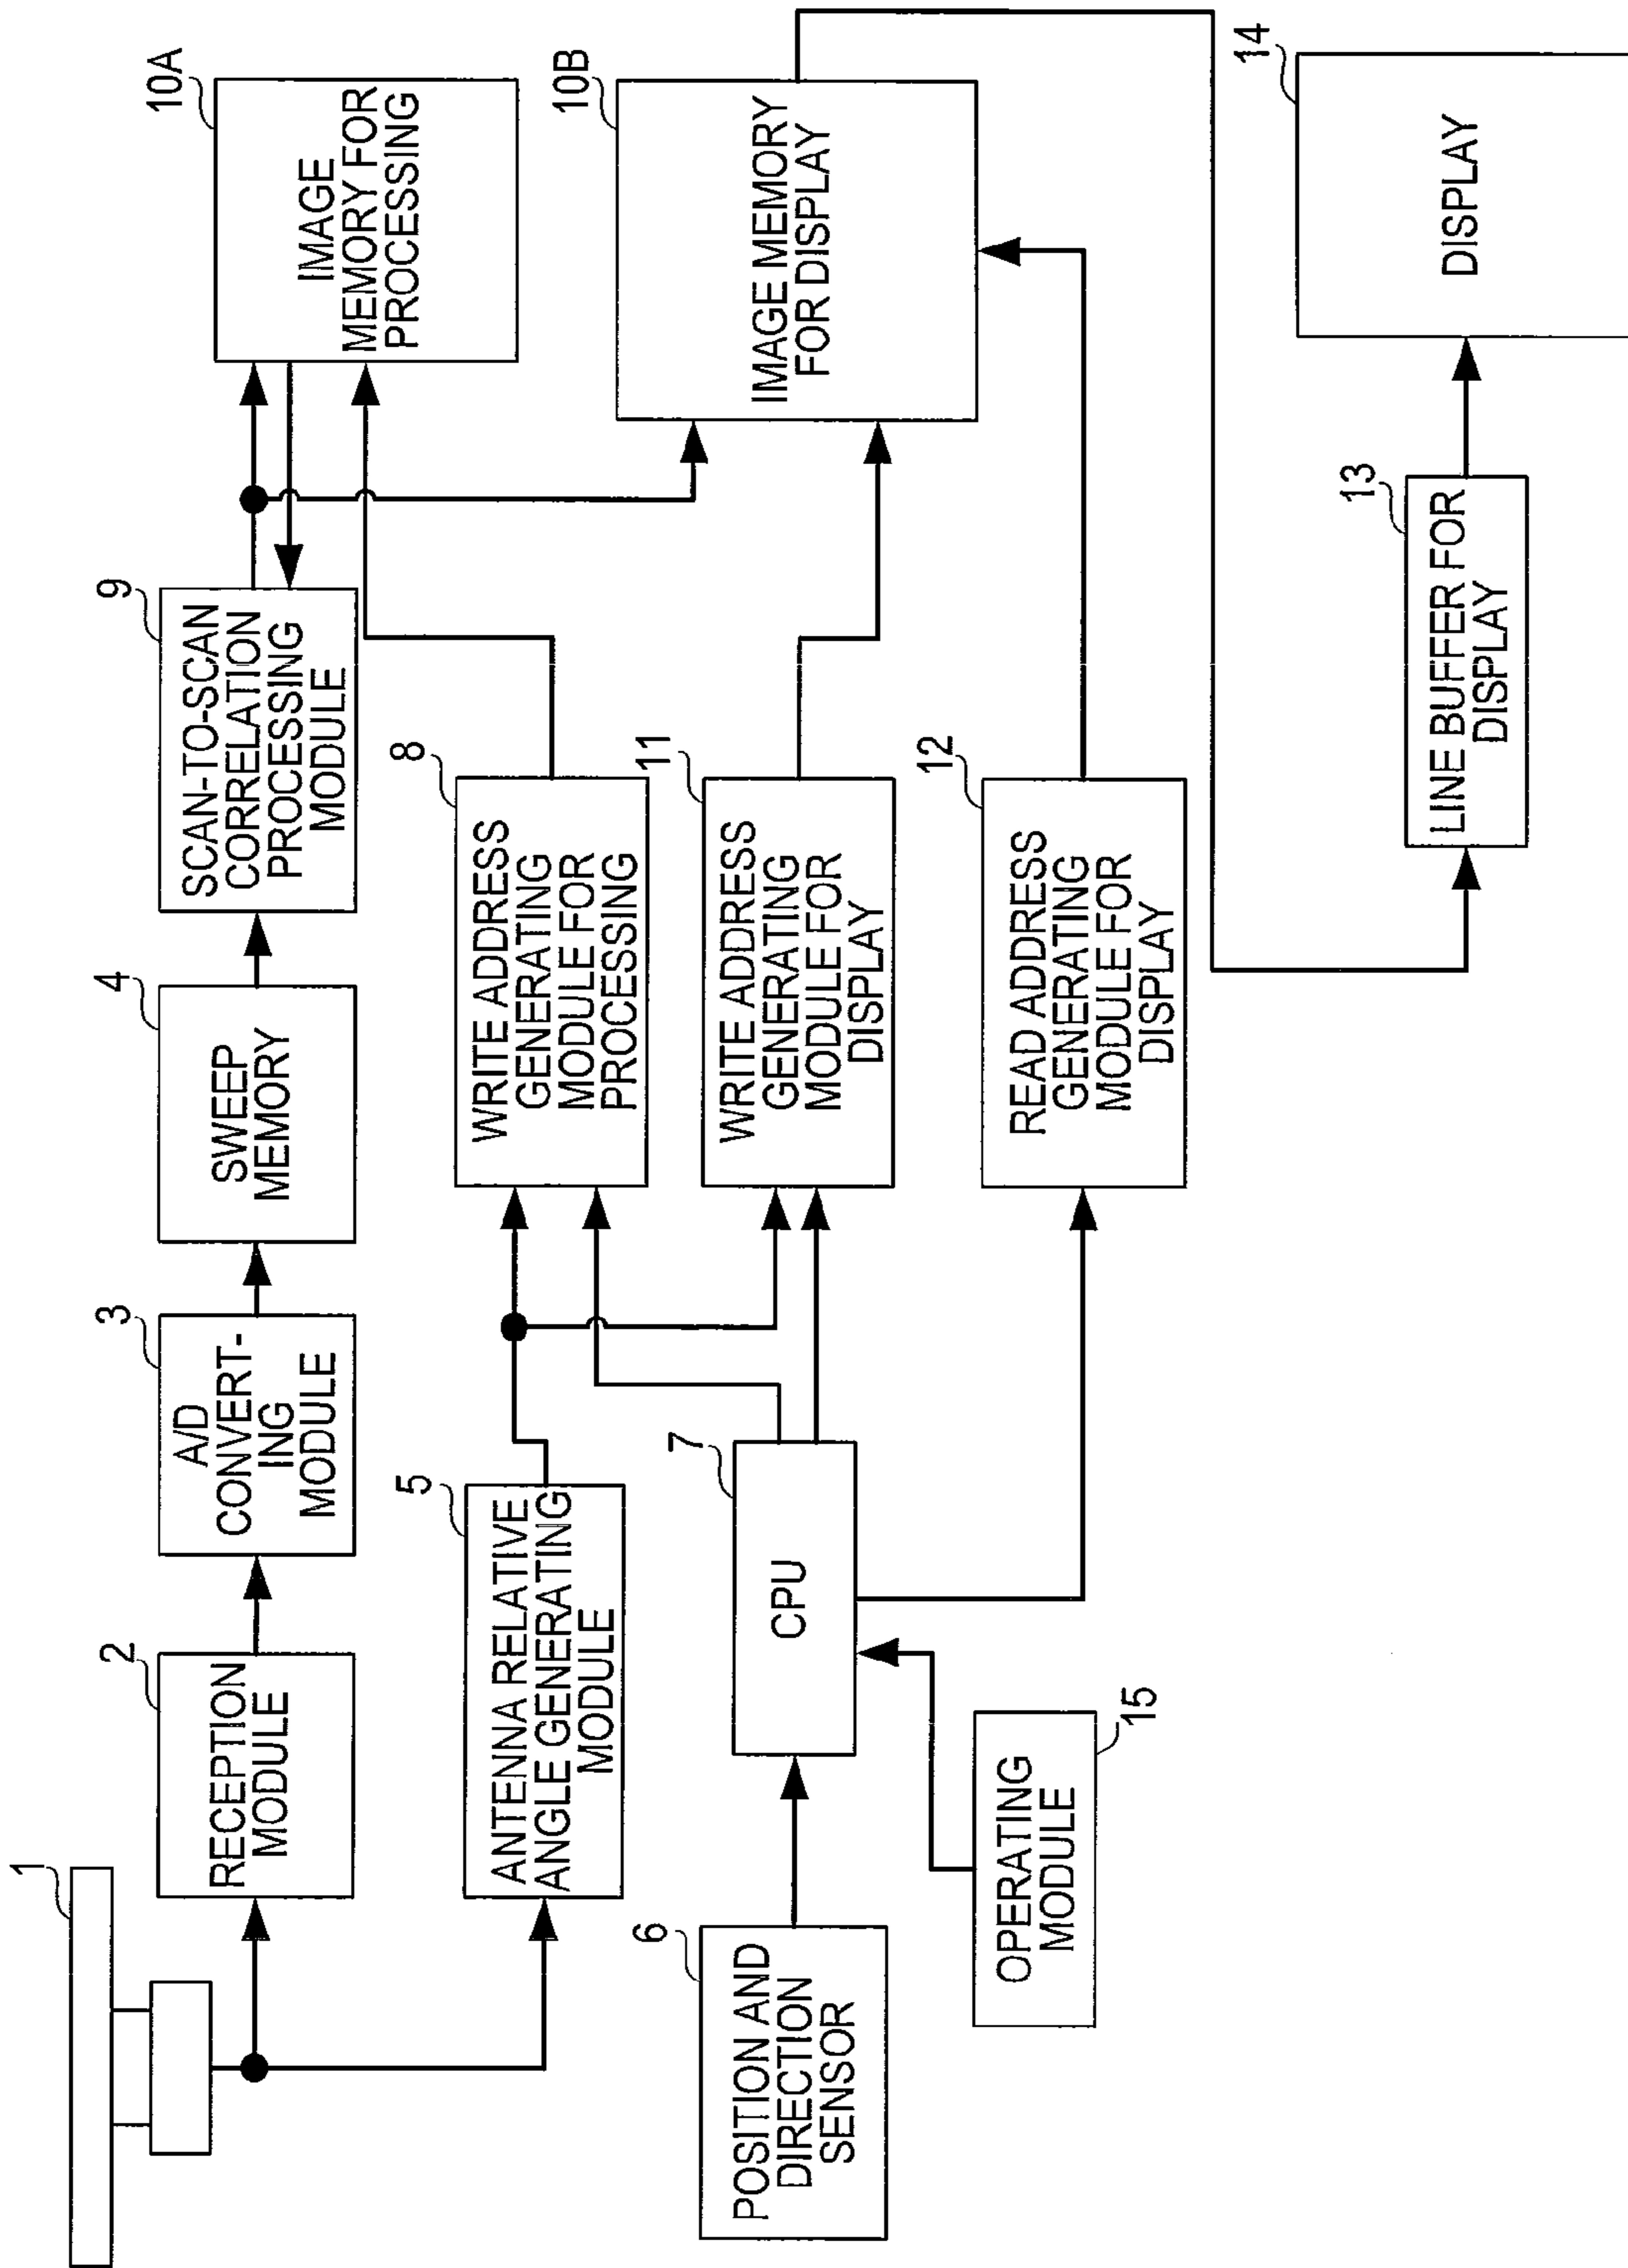 1
2
RECEPTION
MODULE
3
A/D
CONVERT-
ING
MODULE
4
SWEEP
MEMORY
9
SCAN-TO-SCAN
CORRELATION
PROCESSING
MODULE
10A
IMAGE
MEMORY FOR
PROCESSING
5
ANTENNA RELATIVE
ANGLE GENERATING
MODULE
8
WRITE ADDRESS
GENERATING
MODULE FOR
PROCESSING
6
POSITION AND
DIRECTION
SENSOR
7
CPU
11
WRITE ADDRESS
GENERATING
MODULE FOR
DISPLAY
10B
IMAGE MEMORY
FOR DISPLAY
15
OPERATING
MODULE
12
READ ADDRESS
GENERATING
MODULE FOR
DISPLAY
13
LINE BUFFER FOR
DISPLAY
14
DISPLAY